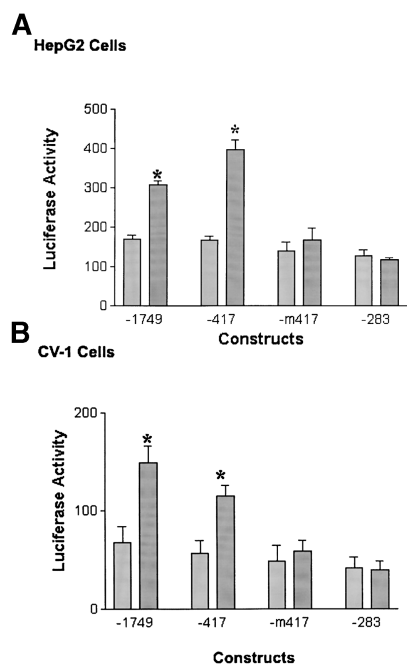 A
HepG2 Cells
Luciferase Activity
500
400
300
200
100
0
* *
-1749 -417 -m417 -283
Constructs
B
CV-1 Cells
Luciferase Activity
200
100
0
* *
-1749 -417 -m417 -283
Constructs